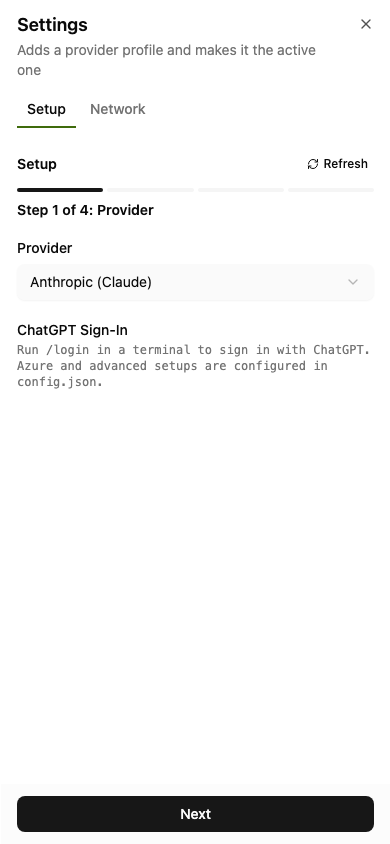 Settings
Adds a provider profile and makes it the active
one
Setup
Network
Setup
Refresh
Step 1 of 4: Provider
Provider
Anthropic (Claude)
ChatGPT Sign-In
Run /login in a terminal to sign in with ChatGPT.
Azure and advanced setups are configured in
config.json.
Next